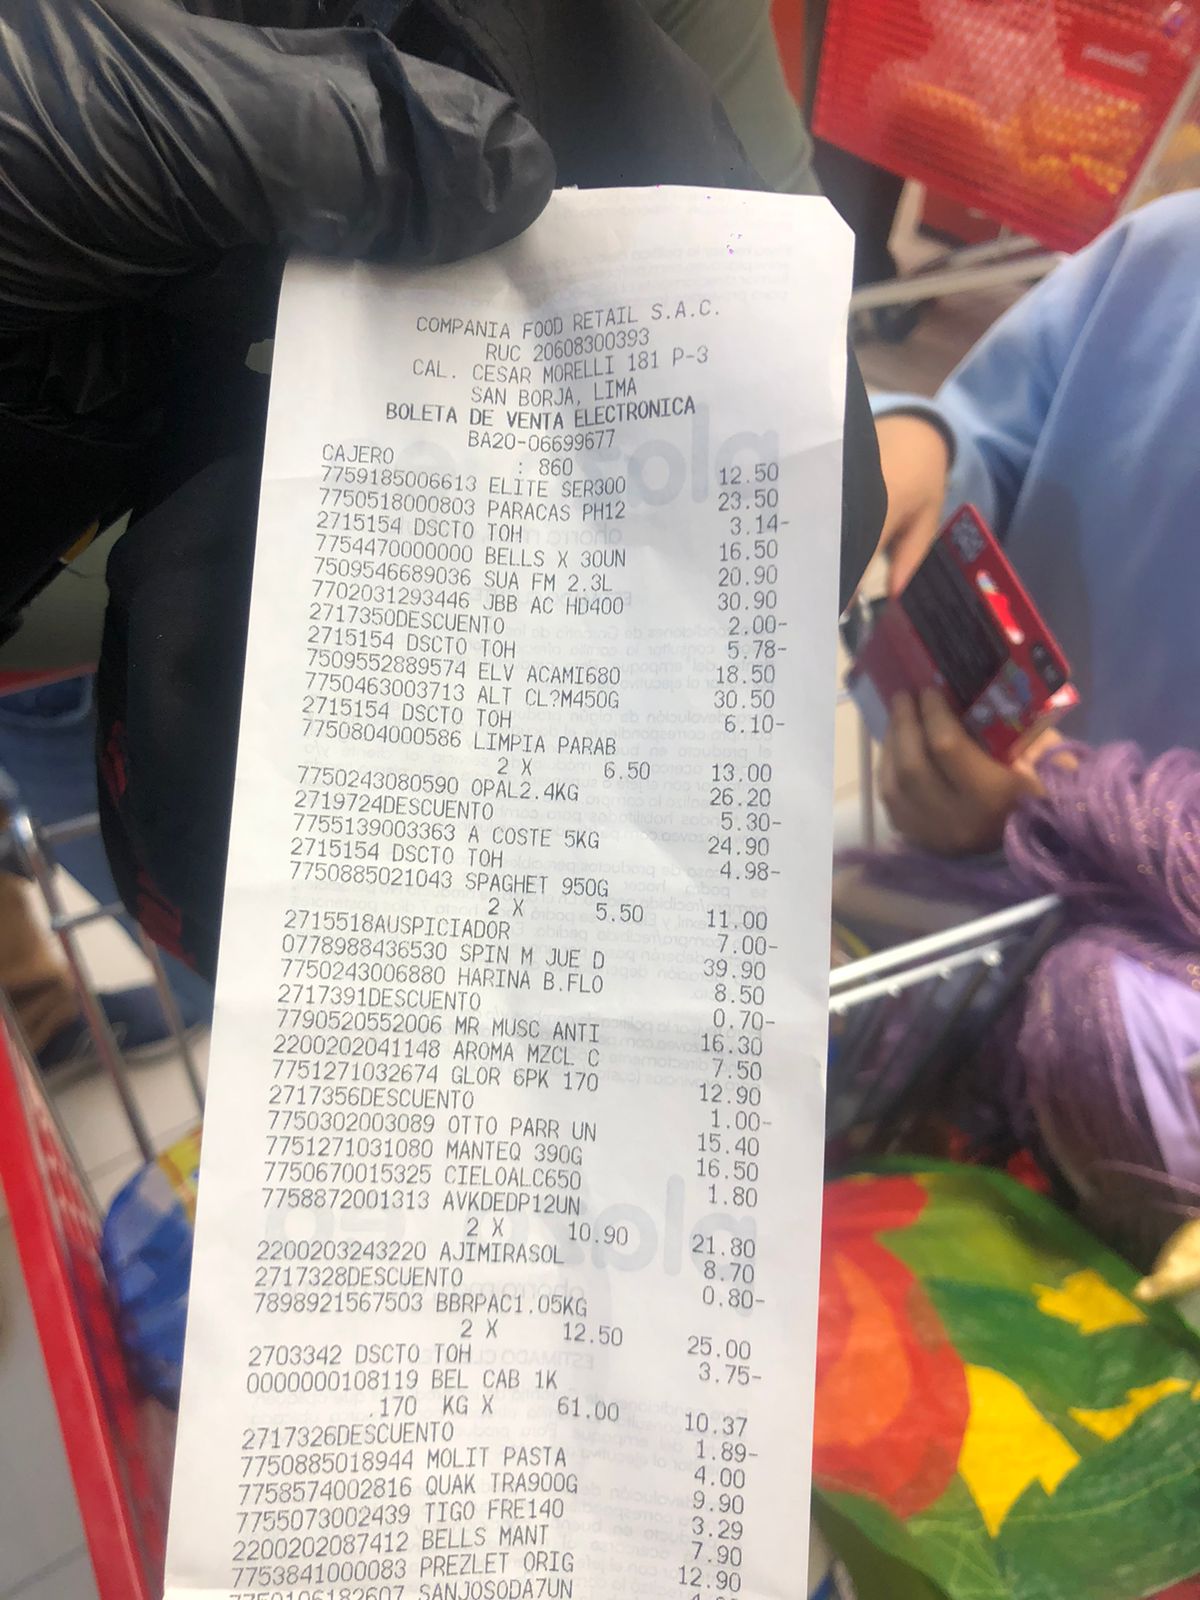 COMPANIA FOOD RETAIL S.A.C.
RUC 20608300393
CAL. CESAR MORELLI 181 P-3
SAN BORJA, LIMA
BOLETA DE VENTA ELECTRONICA
BA20-06699677
CAJERO : 860
7759185006613 ELITE SER300 12.50
7750518000803 PARACAS PH12 23.50
2715154 DSCTO TOH 3.14-
7754470000000 BELLS X 30UN 16.50
7509546689036 SUA FM 2.3L 20.90
7702031293446 JBB AC HD400 30.90
2717350DESCUENTO 2.00-
2715154 DSCTO TOH 5.78-
7509552889574 ELV ACAMI680 18.50
7750463003713 ALT CL?M450G 30.50
2715154 DSCTO TOH 6.10-
7750804000586 LIMPIA PARAB
2 X 6.50 13.00
7750243080590 OPAL2.4KG 26.20
2719724DESCUENTO 5.30-
7755139003363 A COSTE 5KG 24.90
2715154 DSCTO TOH 4.98-
7750885021043 SPAGHET 950G
2 X 5.50 11.00
2715518AUSPICIADOR 7.00-
0778988436530 SPIN M JUE D 39.90
7750243006880 HARINA B.FLO 8.50
2717391DESCUENTO 0.70-
7790520552006 MR MUSC ANTI 16.30
2200202041148 AROMA MZCL C 7.50
7751271032674 GLOR 6PK 170 12.90
2717356DESCUENTO 1.00-
7750302003089 OTTO PARR UN 15.40
7751271031080 MANTEQ 390G 16.50
7750670015325 CIELOALC650 1.80
7758872001313 AVKDEDP12UN
2 X 10.90 21.80
2200203243220 AJIMIRASOL 8.70
2717328DESCUENTO 0.80-
7898921567503 BBRPAC1.05KG
2 X 12.50 25.00
2703342 DSCTO TOH 3.75-
0000000108119 BEL CAB 1K
.170 KG X 61.00 10.37
2717326DESCUENTO 1.89-
7750885018944 MOLIT PASTA 4.00
7758574002816 QUAK TRA900G 9.90
7755073002439 TIGO FRE140 3.29
2200202087412 BELLS MANT 7.90
7753841000083 PREZLET ORIG 12.90
7750106182607 SANJOSODA7UN